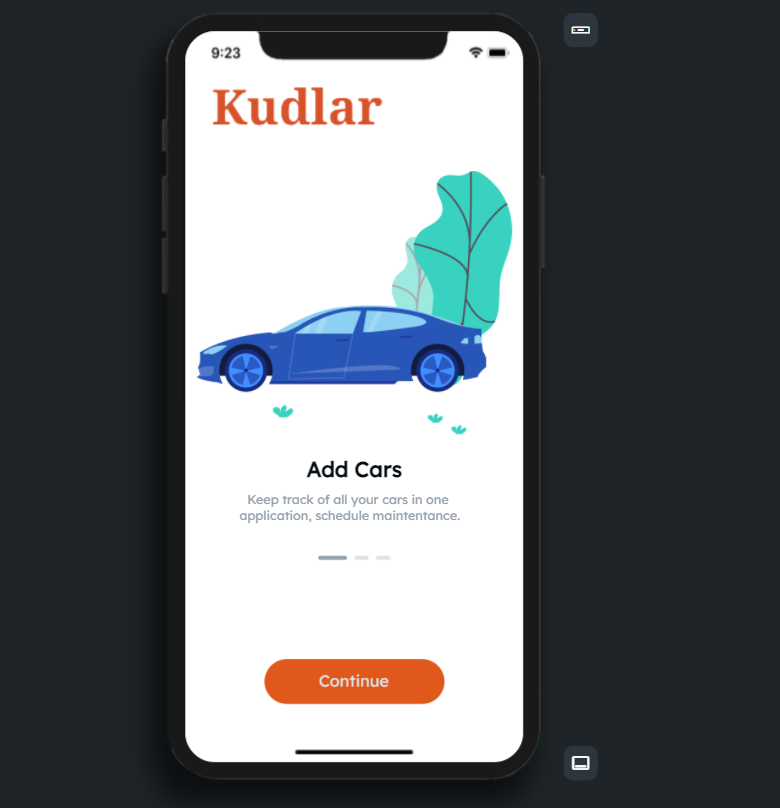 9:23
Kudlar
Add Cars
Keep track of all your cars in one
application, schedule maintentance.
Continue